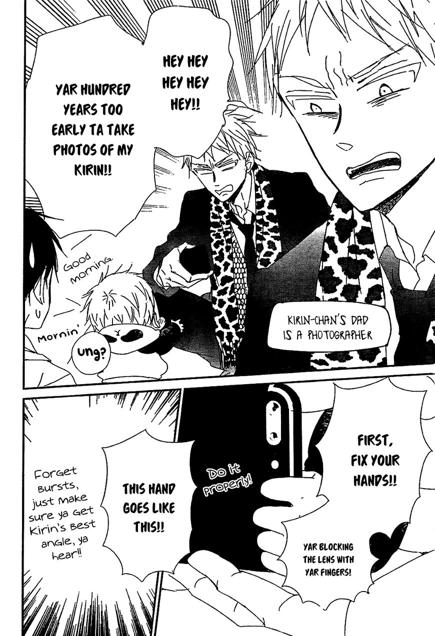 HEY HEY
HEY HEY
HEY!!
YAR HUNDRED
YEARS TOO
EARLY TA TAKE
PHOTOS OF MY
KIRIN!!
Good
morning.
Mornin'
Ung?
KIRIN-CHAN'S DAD
IS A PHOTOGRAPHER
FIRST,
FIX YOUR
HANDS!!
YAR BLOCKING
THE LENS WITH
YAR FINGERS!
Do it
properly!
THIS HAND
GOES LIKE
THIS!!
Forget
bursts,
just make
sure ya get
Kirin's best
angle, ya
hear!!